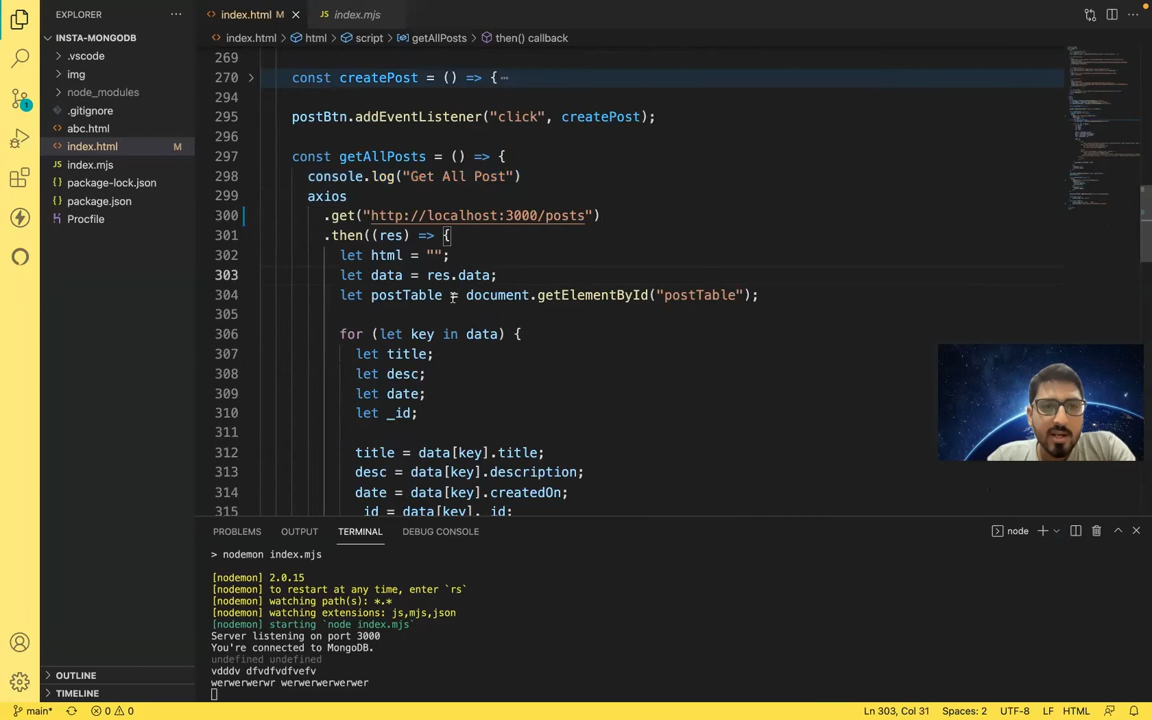 EXPLORER
···
index.html M
JS index.mjs
INSTA-MONGODB
index.html > html > script > getAllPosts > then() callback
.vscode
img
node_modules
.gitignore
abc.html
index.html M
index.mjs
package-lock.json
package.json
Procfile
269
270 const createPost = () => {···
294
295 postBtn.addEventListener("click", createPost);
296
297 const getAllPosts = () => {
298 console.log("Get All Post")
299 axios
300 .get("http://localhost:3000/posts")
301 .then((res) => {
302 let html = "";
303 let data = res.data;
304 let postTable = document.getElementById("postTable");
305
306 for (let key in data) {
307 let title;
308 let desc;
309 let date;
310 let _id;
311
312 title = data[key].title;
313 desc = data[key].description;
314 date = data[key].createdOn;
315 _id = data[key]._id;
PROBLEMS OUTPUT TERMINAL DEBUG CONSOLE
node
> nodemon index.mjs
[nodemon] 2.0.15
[nodemon] to restart at any time, enter `rs`
[nodemon] watching path(s): *.*
[nodemon] watching extensions: js,mjs,json
[nodemon] starting `node index.mjs`
Server listening on port 3000
You're connected to MongoDB.
undefined undefined
vdddv dfvdfvdfvefv
werwerwerwr werwerwerwerwer
OUTLINE
TIMELINE
main* 0 0 Ln 303, Col 31 Spaces: 2 UTF-8 LF HTML